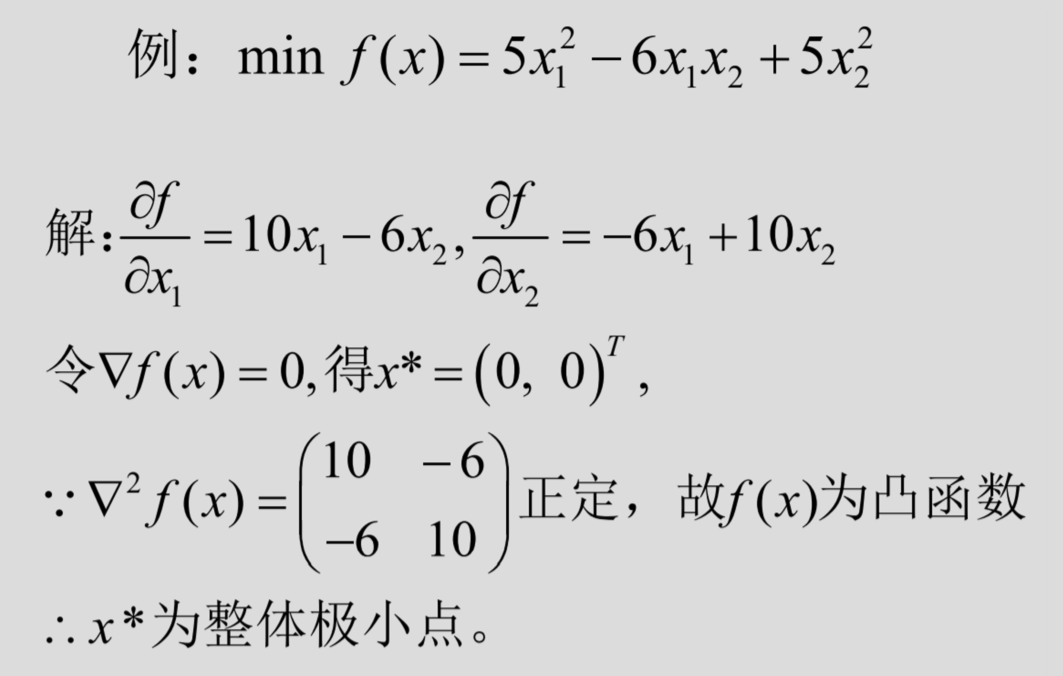 例：min f(x) = 5x₁² − 6x₁x₂ + 5x₂²
解：∂f/∂x₁ = 10x₁ − 6x₂, ∂f/∂x₂ = −6x₁ + 10x₂
令∇f(x) = 0, 得x* = (0, 0)ᵀ,
∵ ∇²f(x) = (10 −6; −6 10) 正定，故f(x)为凸函数
∴ x*为整体极小点。